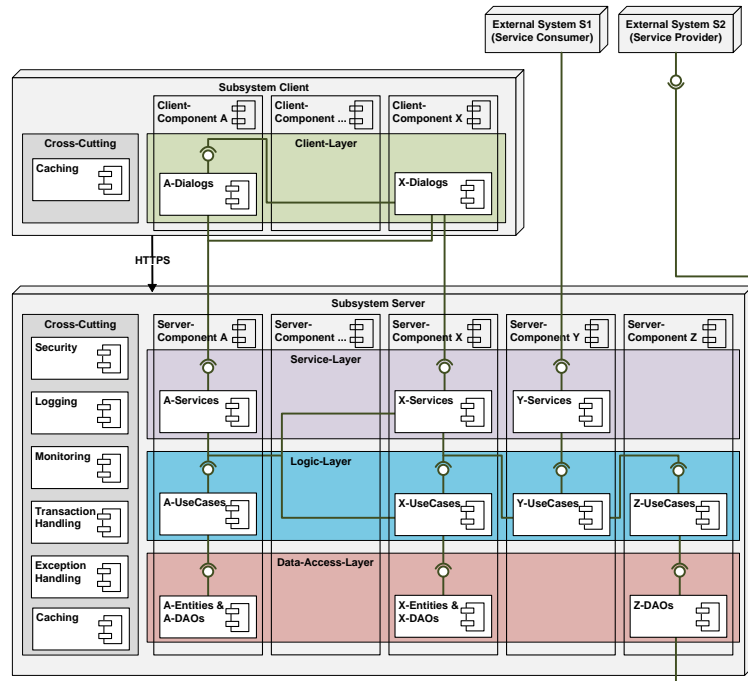 External System S1
(Service Consumer)
External System S2
(Service Provider)
Subsystem Client
Client-
Component A
Client-
Component ...
Client-
Component X
Cross-Cutting
Client-Layer
Caching
A-Dialogs
X-Dialogs
HTTPS
Subsystem Server
Cross-Cutting
Server-
Component A
Server-
Component ...
Server-
Component X
Server-
Component Y
Server-
Component Z
Security
Service-Layer
Logging
A-Services
X-Services
Y-Services
Monitoring
Logic-Layer
Transaction
Handling
A-UseCases
X-UseCases
Y-UseCases
Z-UseCases
Exception
Handling
Data-Access-Layer
Caching
A-Entities &
A-DAOs
X-Entities &
X-DAOs
Z-DAOs